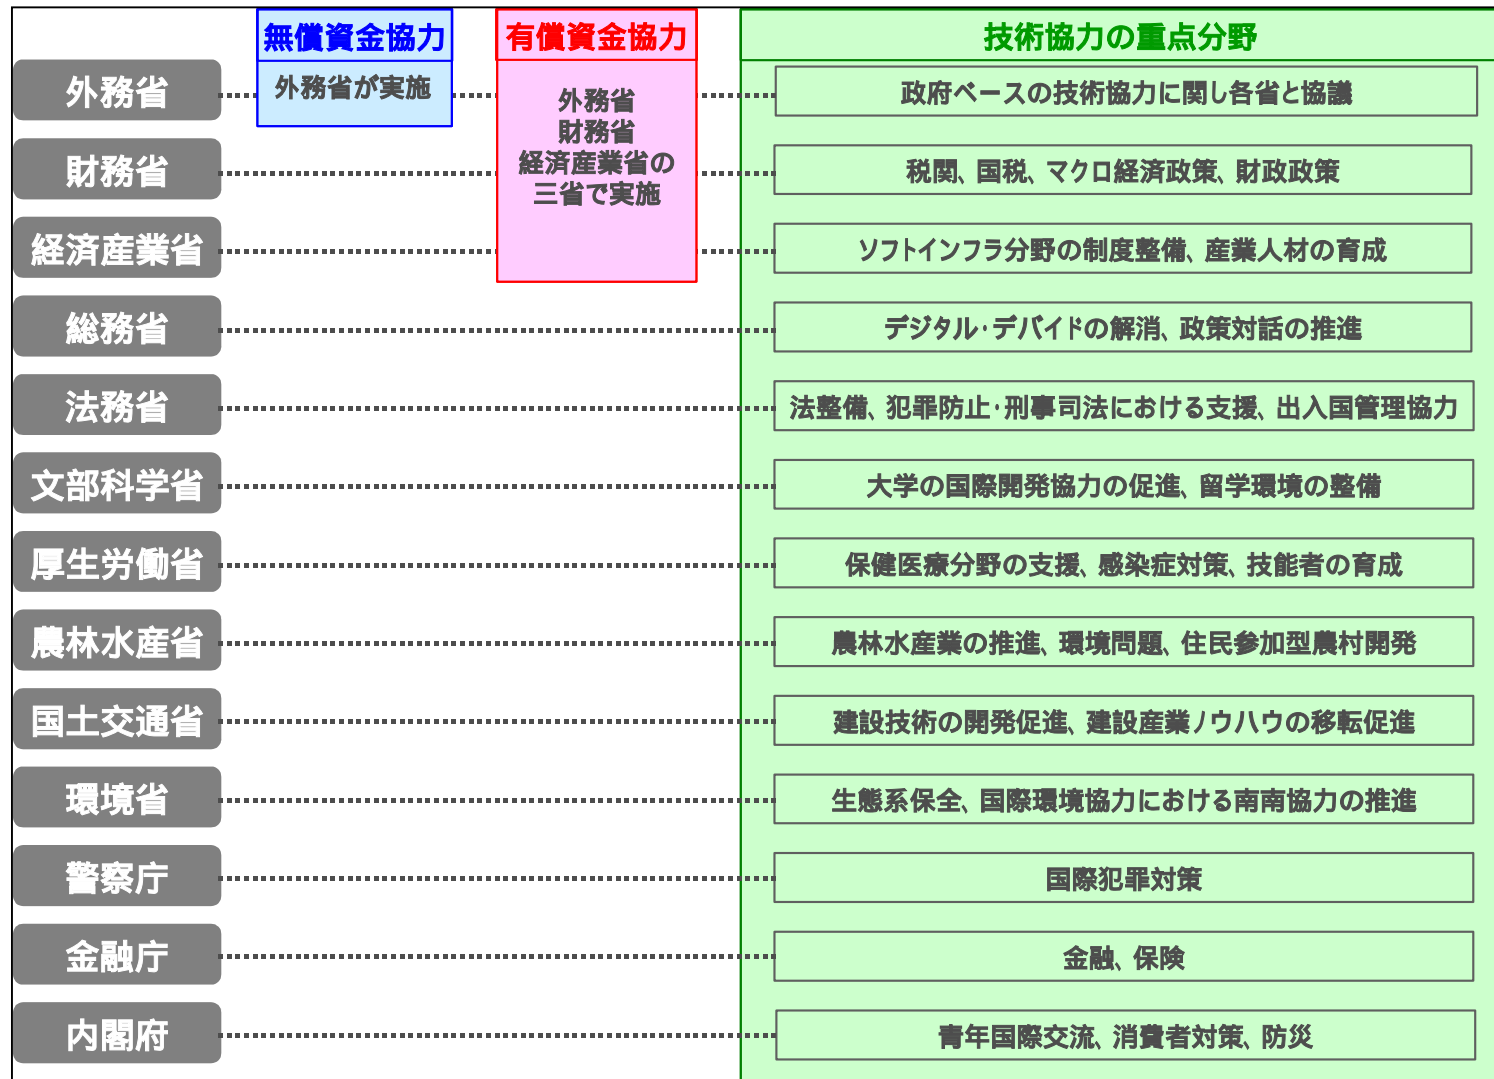 無償資金協力
有償資金協力
技術協力の重点分野
外務省
外務省が実施
外務省
財務省
経済産業省の
三省で実施
政府ベースの技術協力に関し各省と協議
財務省
税関、国税、マクロ経済政策、財政政策
経済産業省
ソフトインフラ分野の制度整備、産業人材の育成
総務省
デジタル・デバイドの解消、政策対話の推進
法務省
法整備、犯罪防止・刑事司法における支援、出入国管理協力
文部科学省
大学の国際開発協力の促進、留学環境の整備
厚生労働省
保健医療分野の支援、感染症対策、技能者の育成
農林水産省
農林水産業の推進、環境問題、住民参加型農村開発
国土交通省
建設技術の開発促進、建設産業ノウハウの移転促進
環境省
生態系保全、国際環境協力における南南協力の推進
警察庁
国際犯罪対策
金融庁
金融、保険
内閣府
青年国際交流、消費者対策、防災